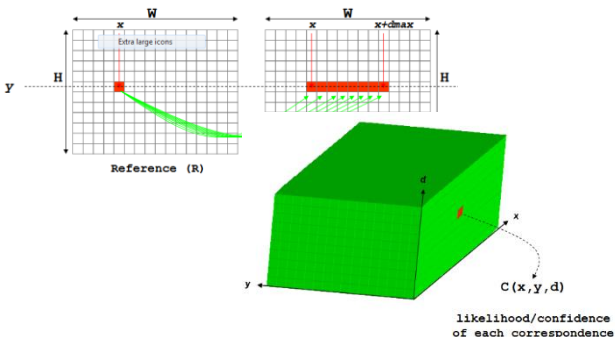 W
W
x
x
x+dmax
Extra large icons
H
H
y
Reference (R)
d
x
y
C(x,y,d)
likelihood/confidence
of each correspondence